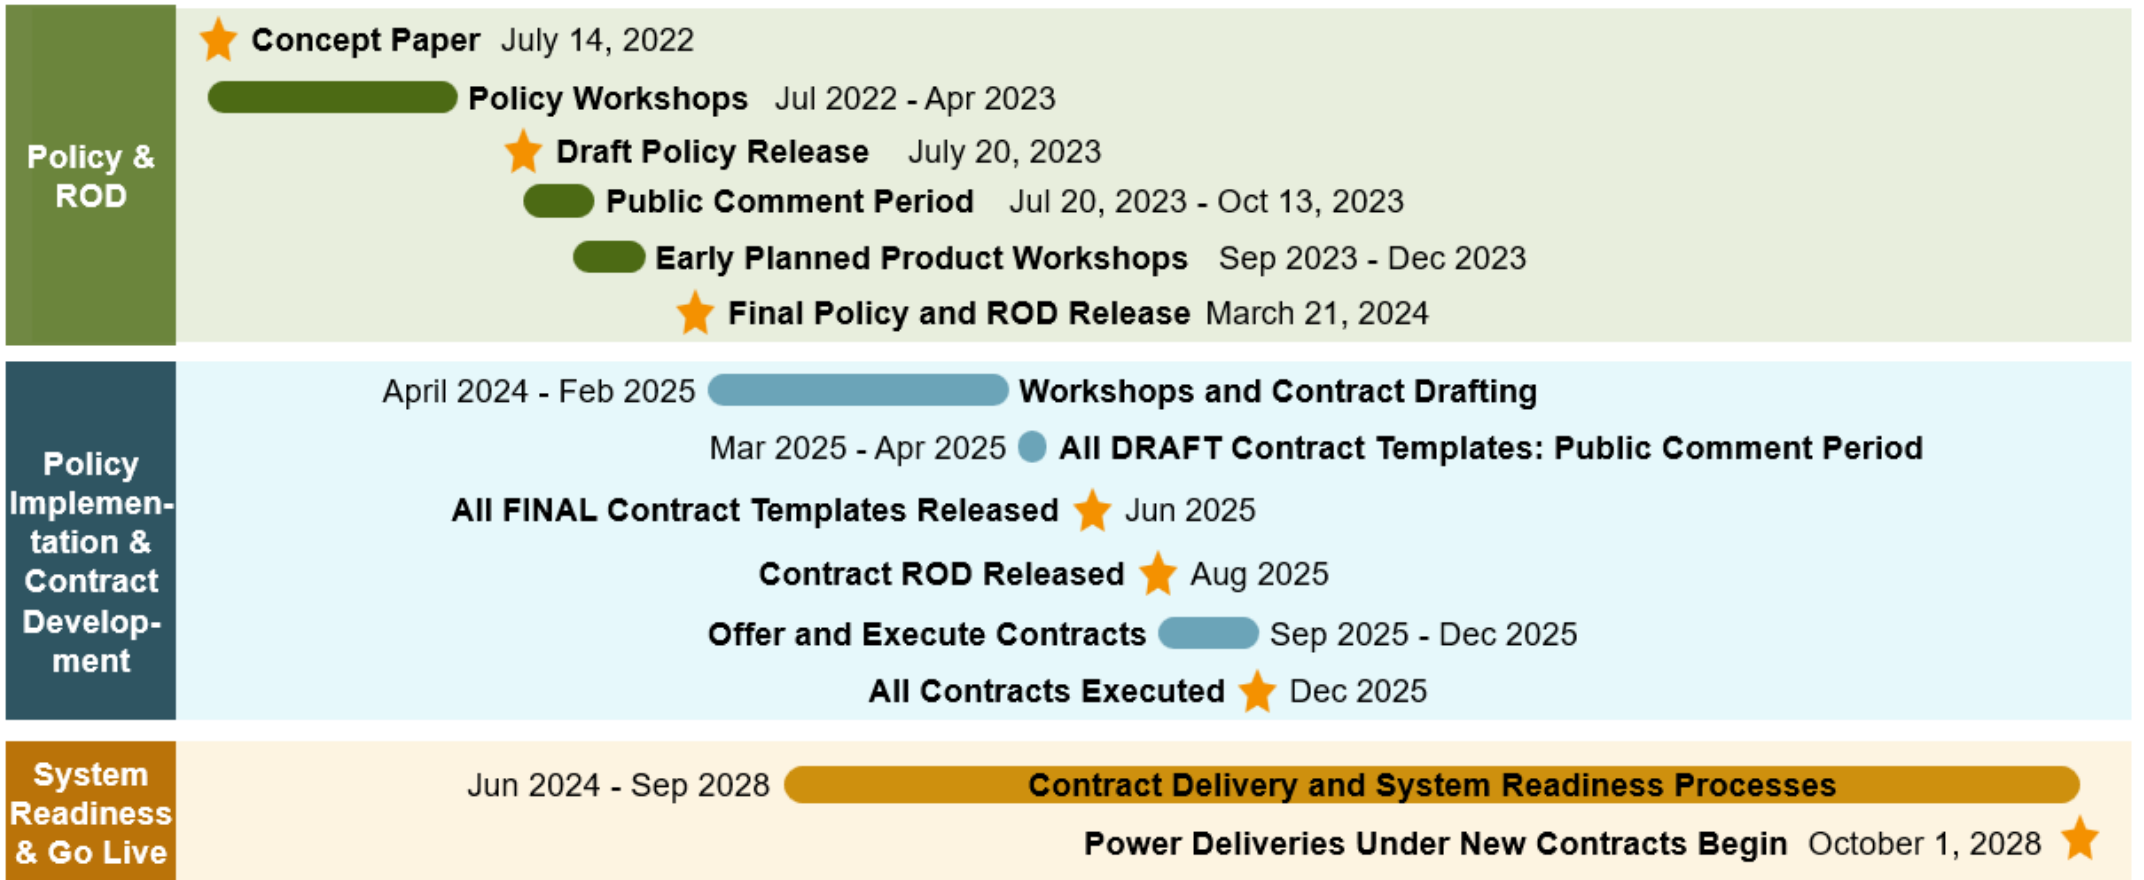 Policy &
ROD
Concept Paper July 14, 2022
Policy Workshops Jul 2022 - Apr 2023
Draft Policy Release July 20, 2023
Public Comment Period Jul 20, 2023 - Oct 13, 2023
Early Planned Product Workshops Sep 2023 - Dec 2023
Final Policy and ROD Release March 21, 2024
Policy
Implemen-
tation &
Contract
Develop-
ment
April 2024 - Feb 2025 Workshops and Contract Drafting
Mar 2025 - Apr 2025 All DRAFT Contract Templates: Public Comment Period
All FINAL Contract Templates Released Jun 2025
Contract ROD Released Aug 2025
Offer and Execute Contracts Sep 2025 - Dec 2025
All Contracts Executed Dec 2025
System
Readiness
& Go Live
Jun 2024 - Sep 2028 Contract Delivery and System Readiness Processes
Power Deliveries Under New Contracts Begin October 1, 2028